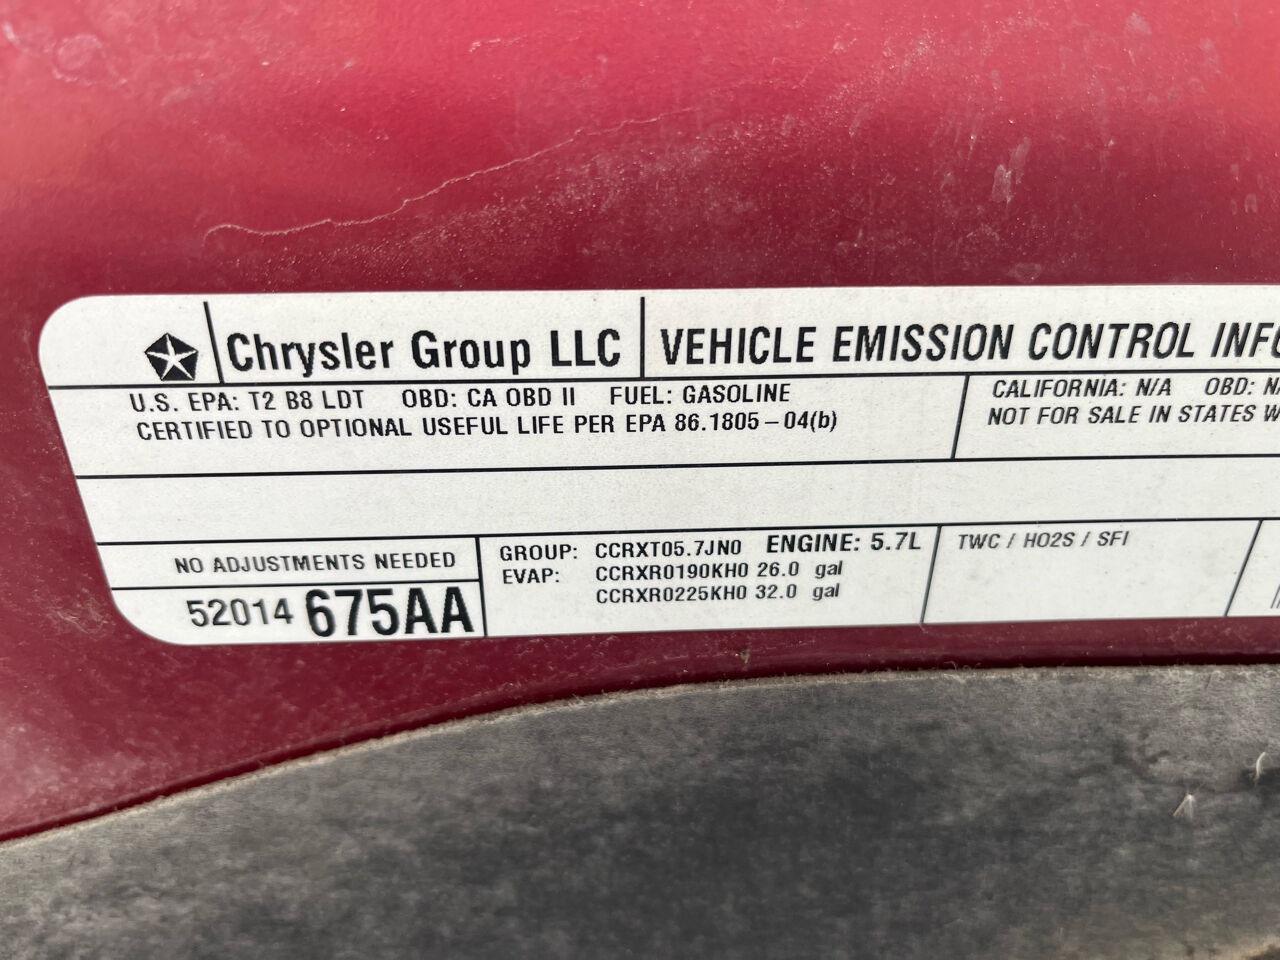 Chrysler Group LLC VEHICLE EMISSION CONTROL
U.S. EPA: T2 B8 LDT OBD: CA OBD II FUEL: GASOLINE
CERTIFIED TO OPTIONAL USEFUL LIFE PER EPA 86.1805-04(b)
CALIFORNIA: N/A OBD:
NOT FOR SALE IN STATES
NO ADJUSTMENTS NEEDED
52014 675AA
GROUP: CCRXT05.7JN0 ENGINE: 5.7L
EVAP: CCRXR0190KH0 26.0 gal
CCRXR0225KH0 32.0 gal
TWC / HO2S / SFI